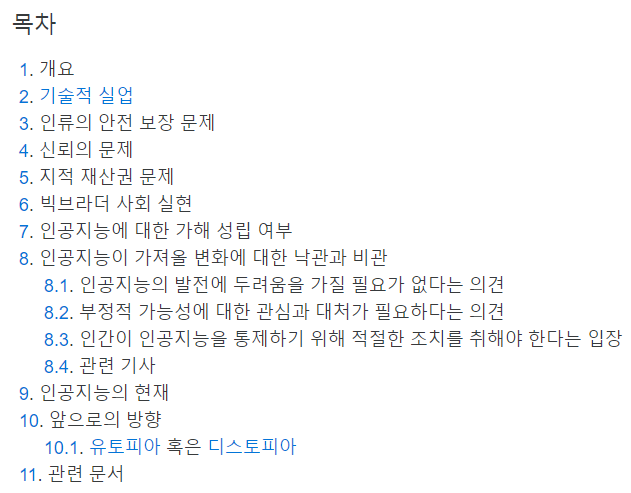 목차
1. 개요
2. 기술적 실업
3. 인류의 안전 보장 문제
4. 신뢰의 문제
5. 지적 재산권 문제
6. 빅브라더 사회 실현
7. 인공지능에 대한 가해 성립 여부
8. 인공지능이 가져올 변화에 대한 낙관과 비관
8.1. 인공지능의 발전에 두려움을 가질 필요가 없다는 의견
8.2. 부정적 가능성에 대한 관심과 대처가 필요하다는 의견
8.3. 인간이 인공지능을 통제하기 위해 적절한 조치를 취해야 한다는 입장
8.4. 관련 기사
9. 인공지능의 현재
10. 앞으로의 방향
10.1. 유토피아 혹은 디스토피아
11. 관련 문서